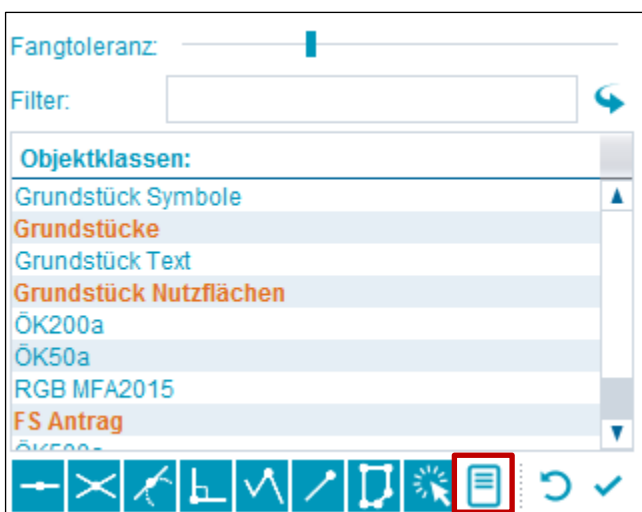 Fangtoleranz:
Filter:
Objektklassen:
Grundstück Symbole
Grundstücke
Grundstück Text
Grundstück Nutzflächen
ÖK200a
ÖK50a
RGB MFA2015
FS Antrag